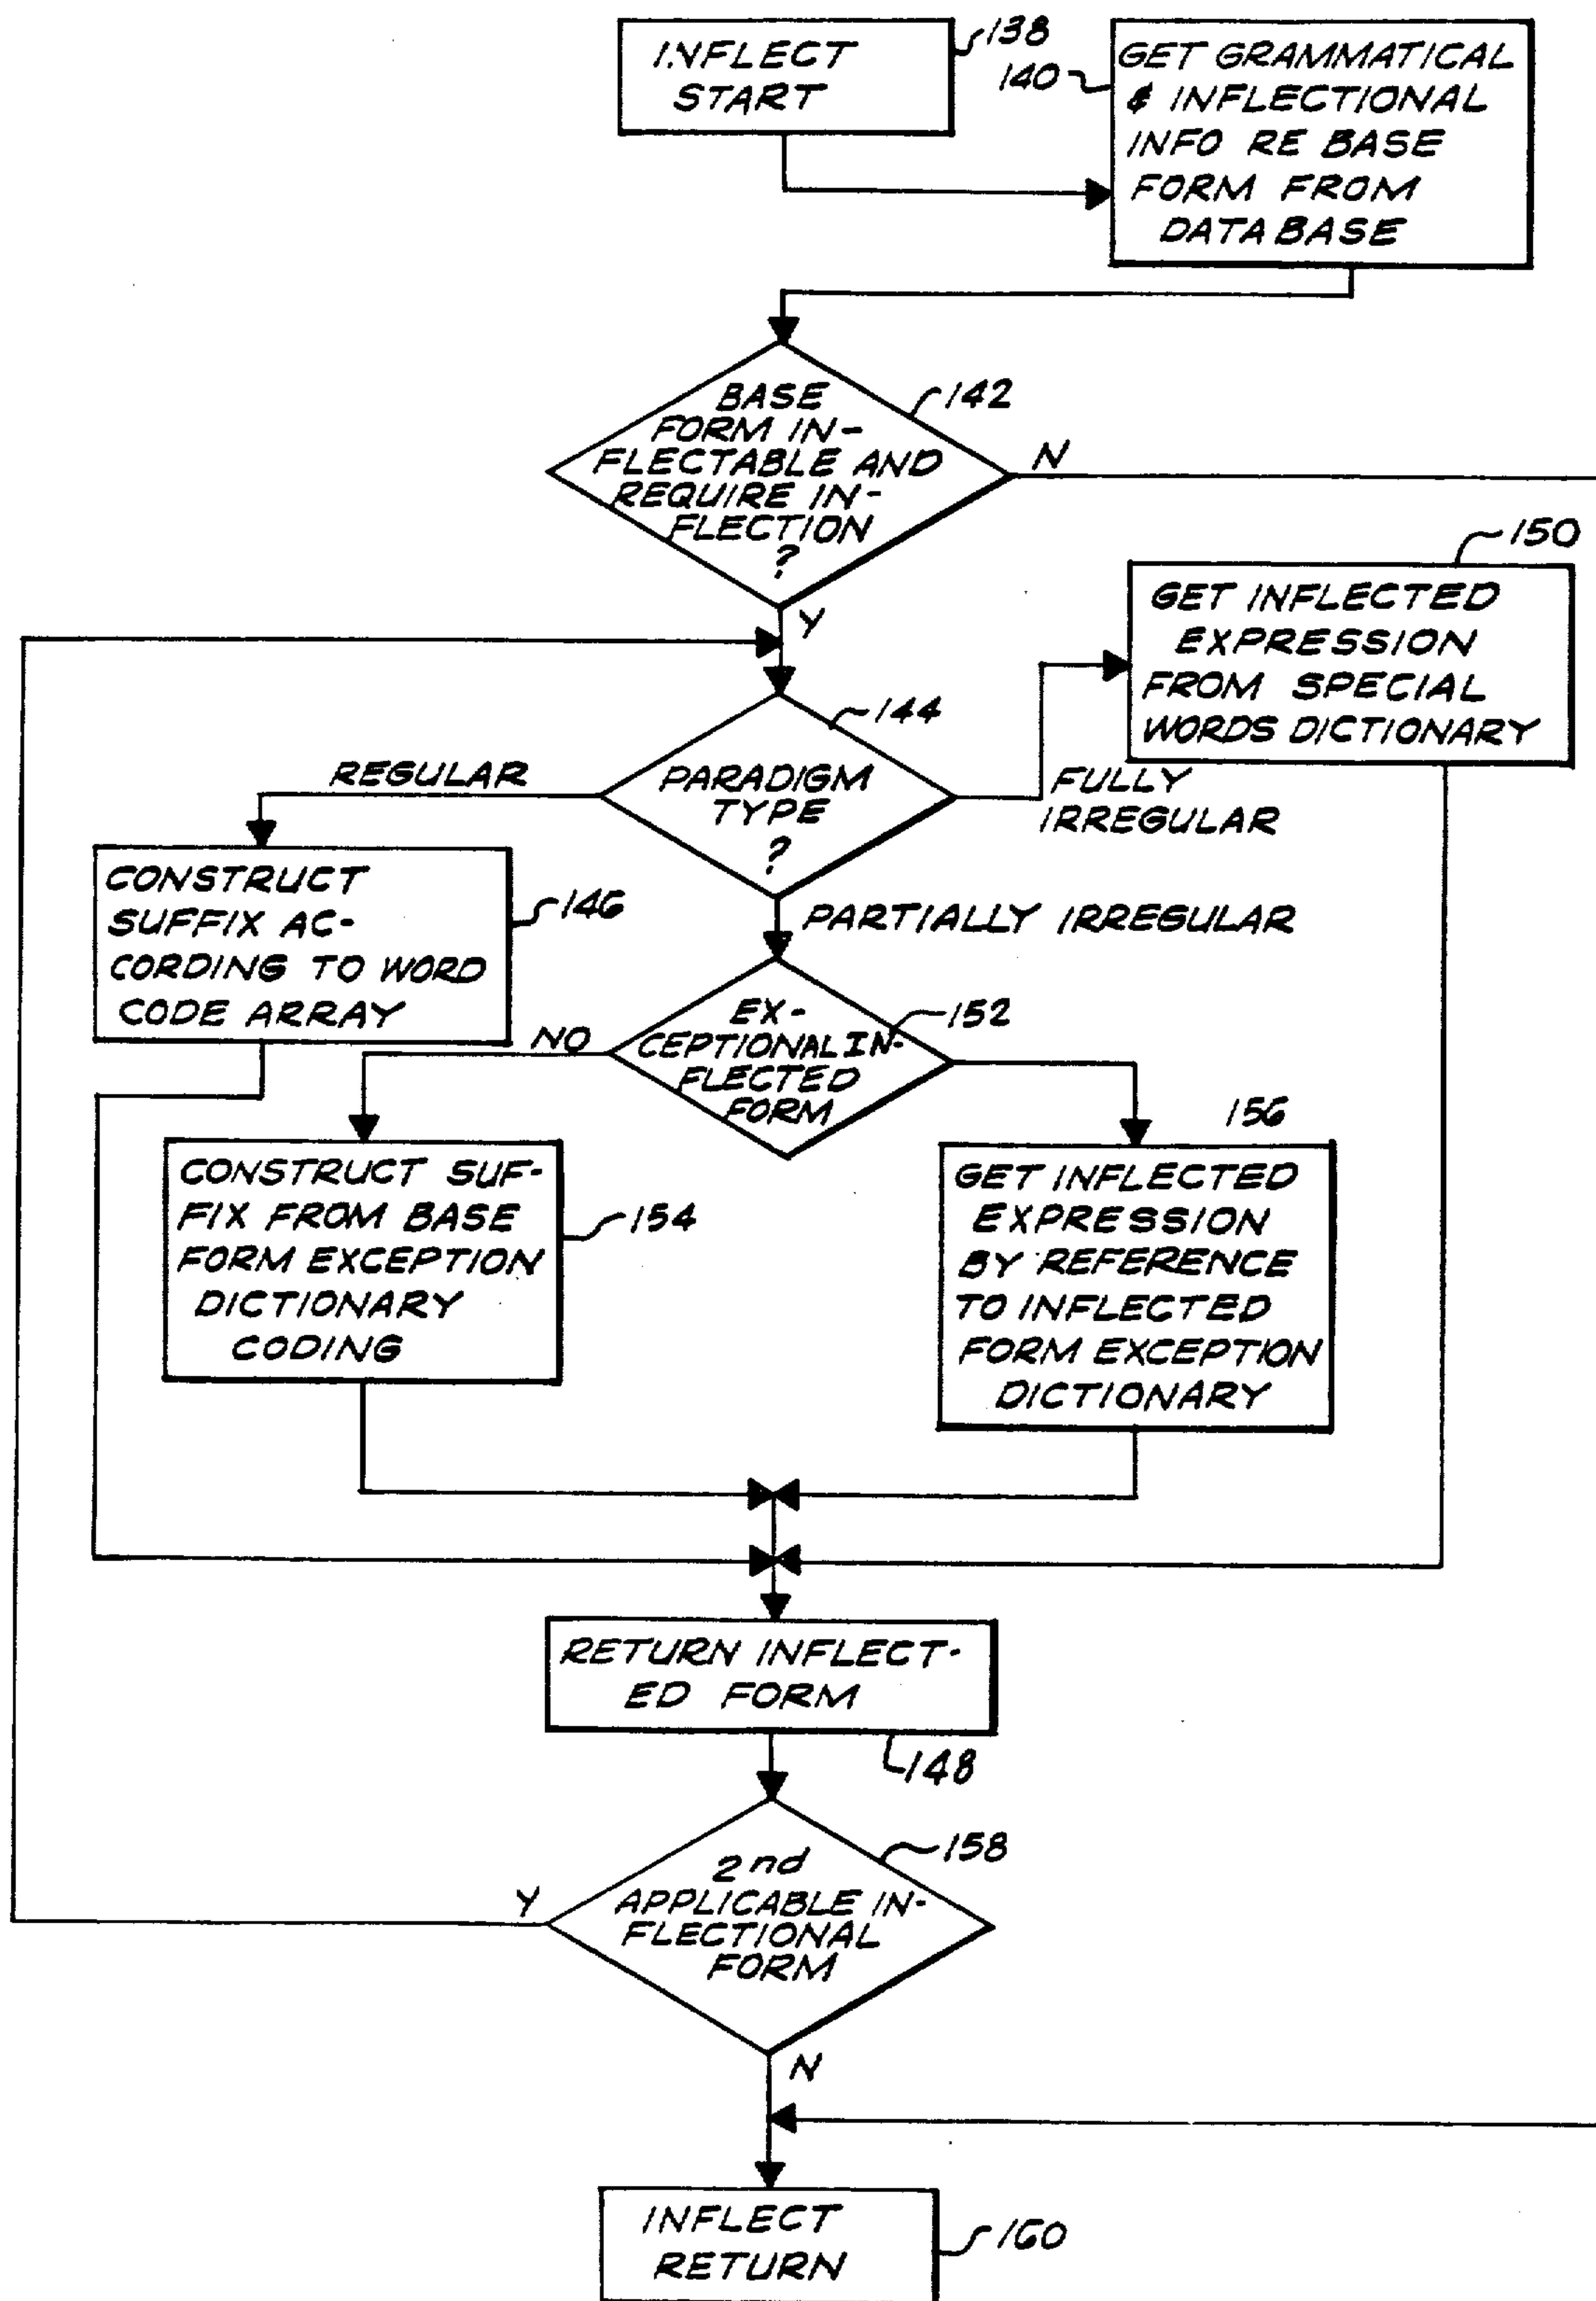 INFLECT
START
138
140
GET GRAMMATICAL
& INFLECTIONAL
INFO RE BASE
FORM FROM
DATABASE
BASE
FORM IN-
FLECTABLE AND
REQUIRE IN-
FLECTION
?
142
N
Y
150
GET INFLECTED
EXPRESSION
FROM SPECIAL
WORDS DICTIONARY
144
PARADIGM
TYPE
?
REGULAR
FULLY
IRREGULAR
PARTIALLY IRREGULAR
CONSTRUCT
SUFFIX AC-
CORDING TO WORD
CODE ARRAY
146
EX-
CEPTIONAL IN-
FLECTED
FORM
152
NO
CONSTRUCT SUF-
FIX FROM BASE
FORM EXCEPTION
DICTIONARY
CODING
154
156
GET INFLECTED
EXPRESSION
BY REFERENCE
TO INFLECTED
FORM EXCEPTION
DICTIONARY
RETURN INFLECT-
ED FORM
148
2nd
APPLICABLE IN-
FLECTIONAL
FORM
158
Y
N
INFLECT
RETURN
160